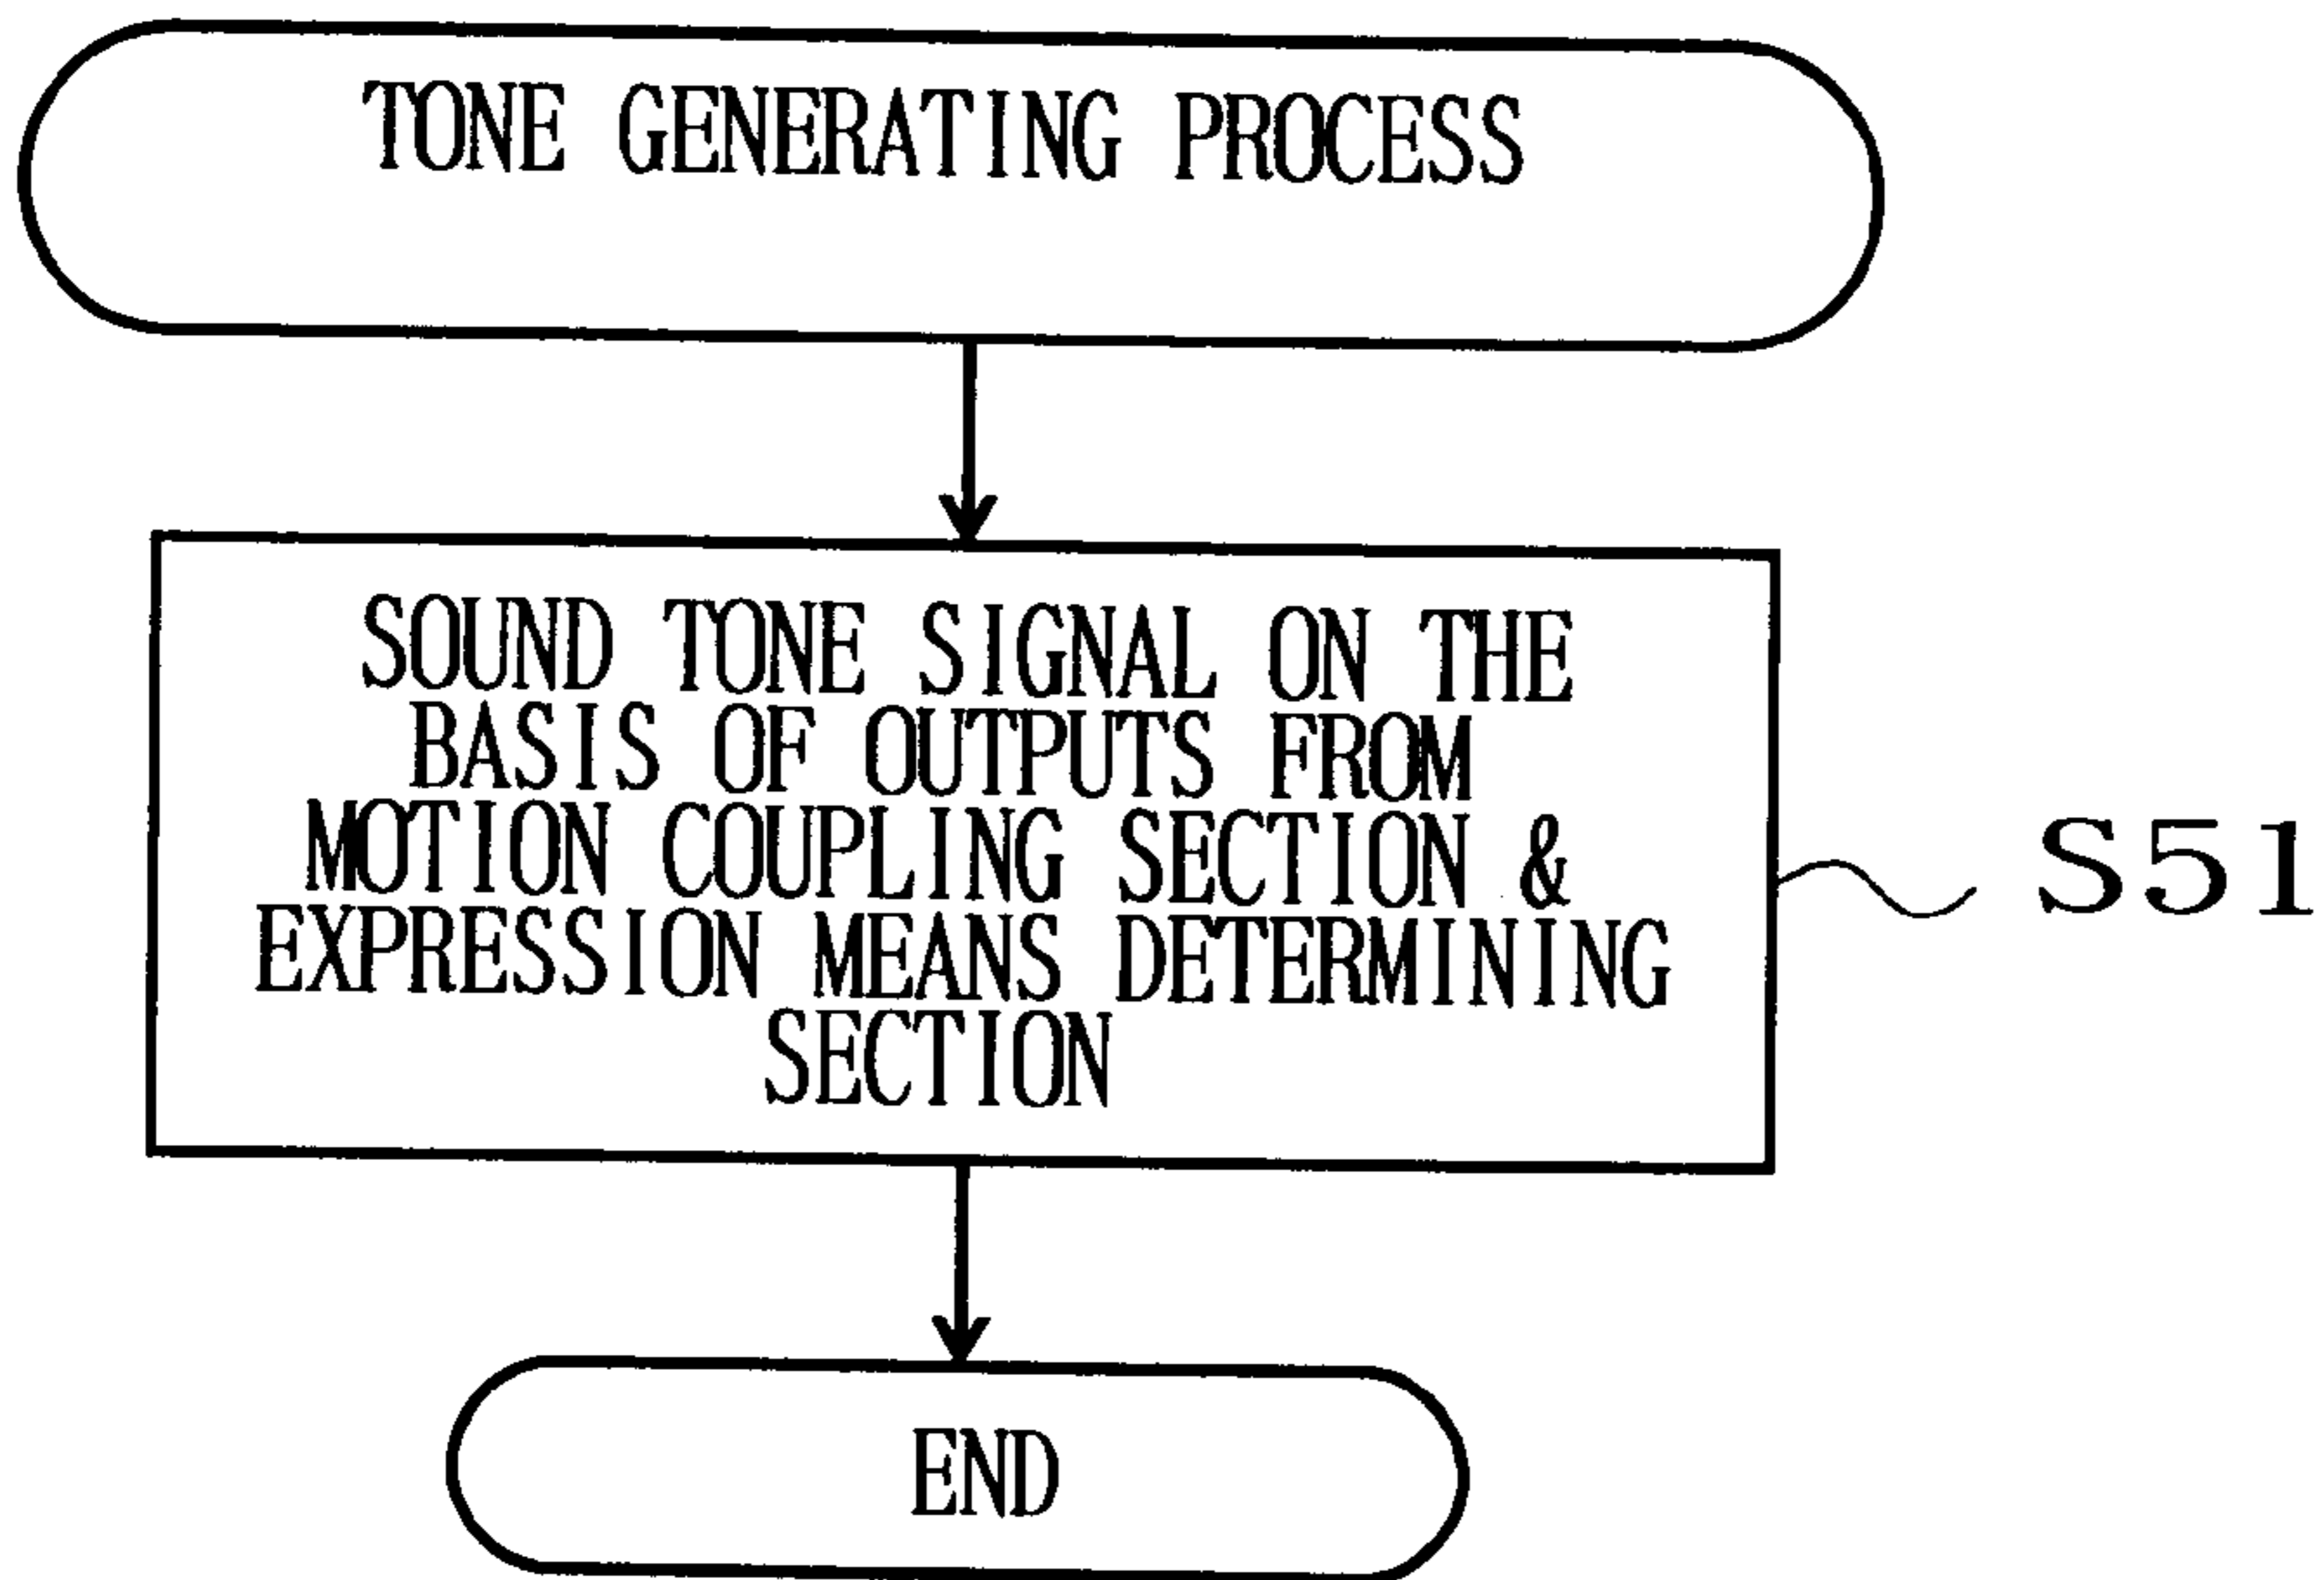 TONE GENERATING PROCESS
SOUND TONE SIGNAL ON THE
BASIS OF OUTPUTS FROM
MOTION COUPLING SECTION &
EXPRESSION MEANS DETERMINING
SECTION
S51
END